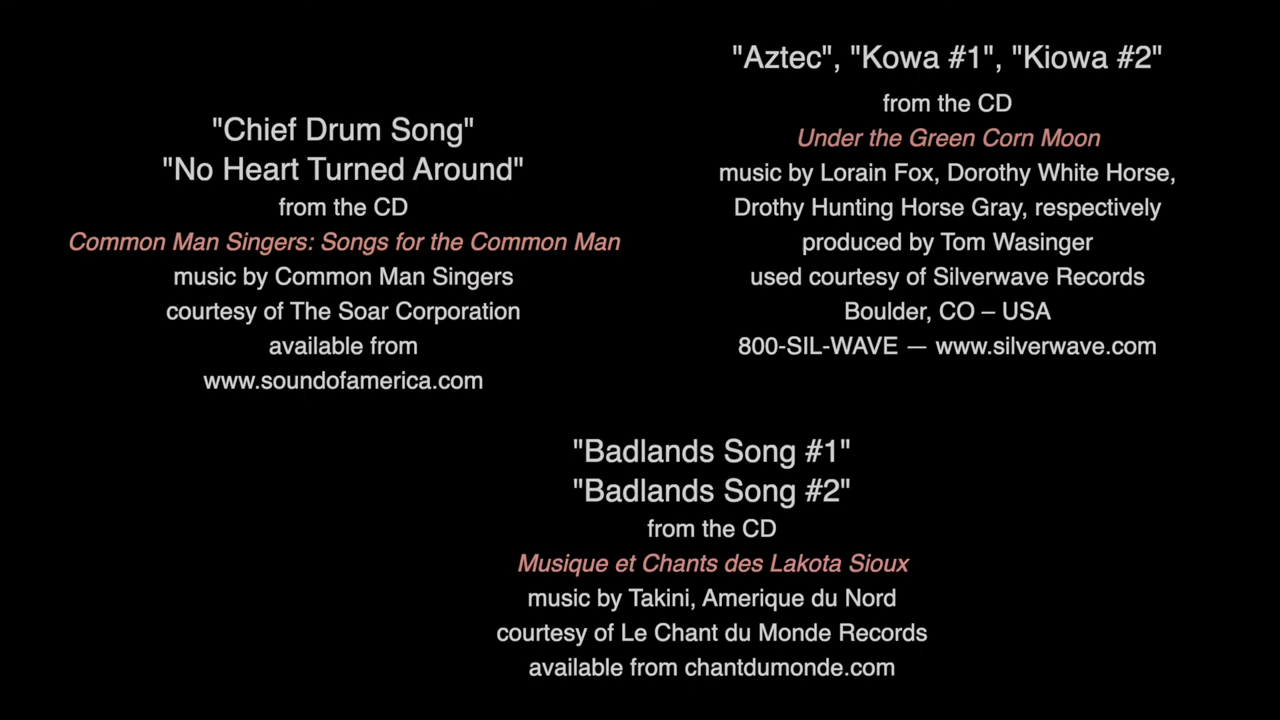 "Chief Drum Song"
"No Heart Turned Around"
from the CD
Common Man Singers: Songs for the Common Man
music by Common Man Singers
courtesy of The Soar Corporation
available from
www.soundofamerica.com
"Aztec", "Kowa #1", "Kiowa #2"
from the CD
Under the Green Corn Moon
music by Lorain Fox, Dorothy White Horse,
Drothy Hunting Horse Gray, respectively
produced by Tom Wasinger
used courtesy of Silverwave Records
Boulder, CO – USA
800-SIL-WAVE — www.silverwave.com
"Badlands Song #1"
"Badlands Song #2"
from the CD
Musique et Chants des Lakota Sioux
music by Takini, Amerique du Nord
courtesy of Le Chant du Monde Records
available from chantdumonde.com